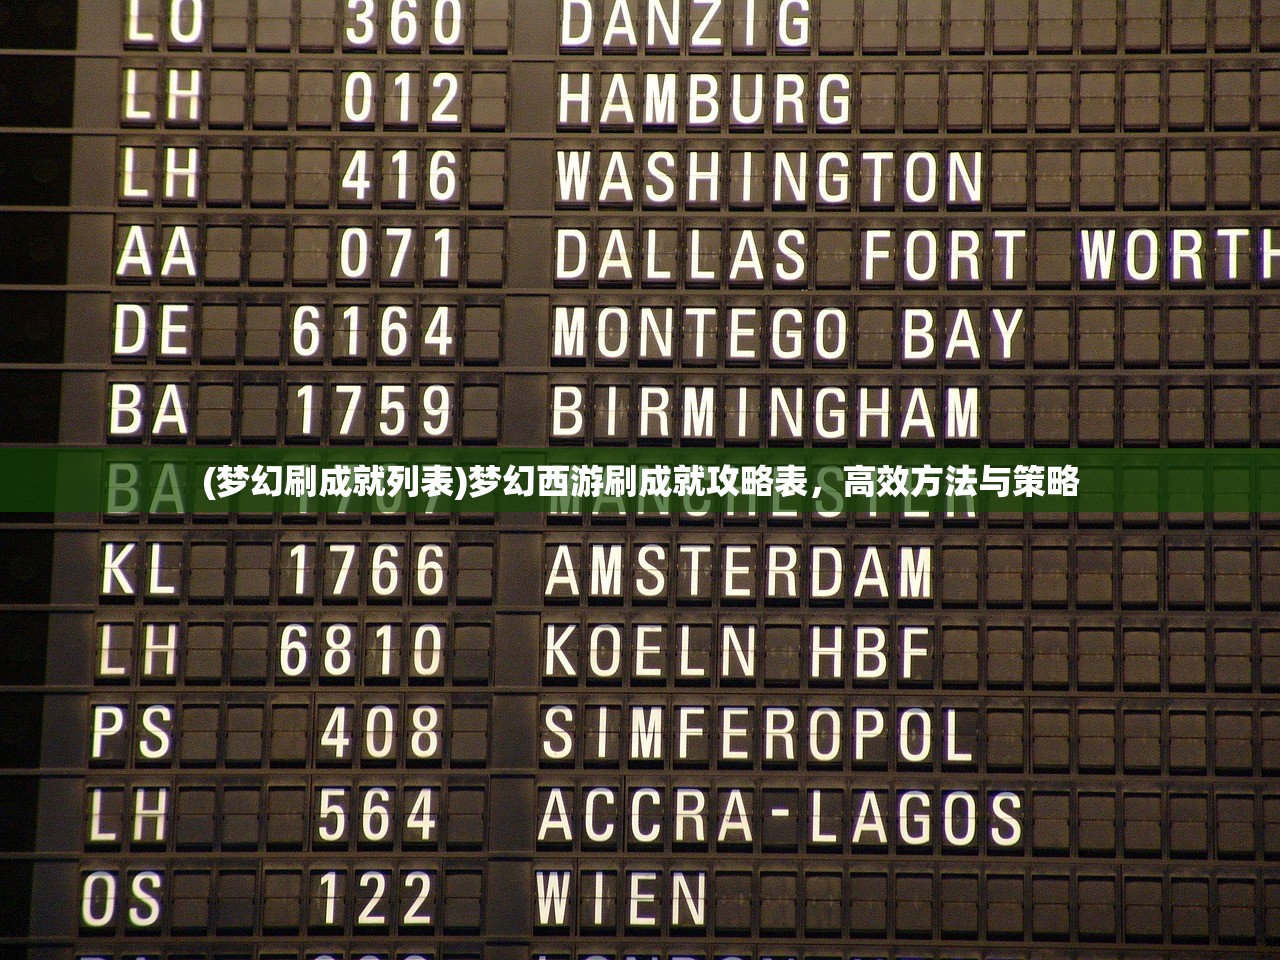 LO 360 DANZIG
LH 012 HAMBURG
LH 416 WASHINGTON
AA 071 DALLAS FORT WORTH
DE 6164 MONTEGO BAY
BA 1759 BIRMINGHAM
(梦幻刷成就列表)梦幻西游刷成就攻略表，高效方法与策略
BA MANCHESTER
KL 1766 AMSTERDAM
LH 6810 KOELN HBF
PS 408 SIMFEROPOL
LH 564 ACCRA-LAGOS
OS 122 WIEN